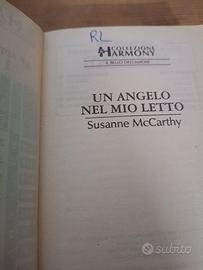 RL
COLLEZIONE
HARMONY
IL BELLO DELL'AMORE
UN ANGELO
NEL MIO LETTO
Susanne McCarthy
subito